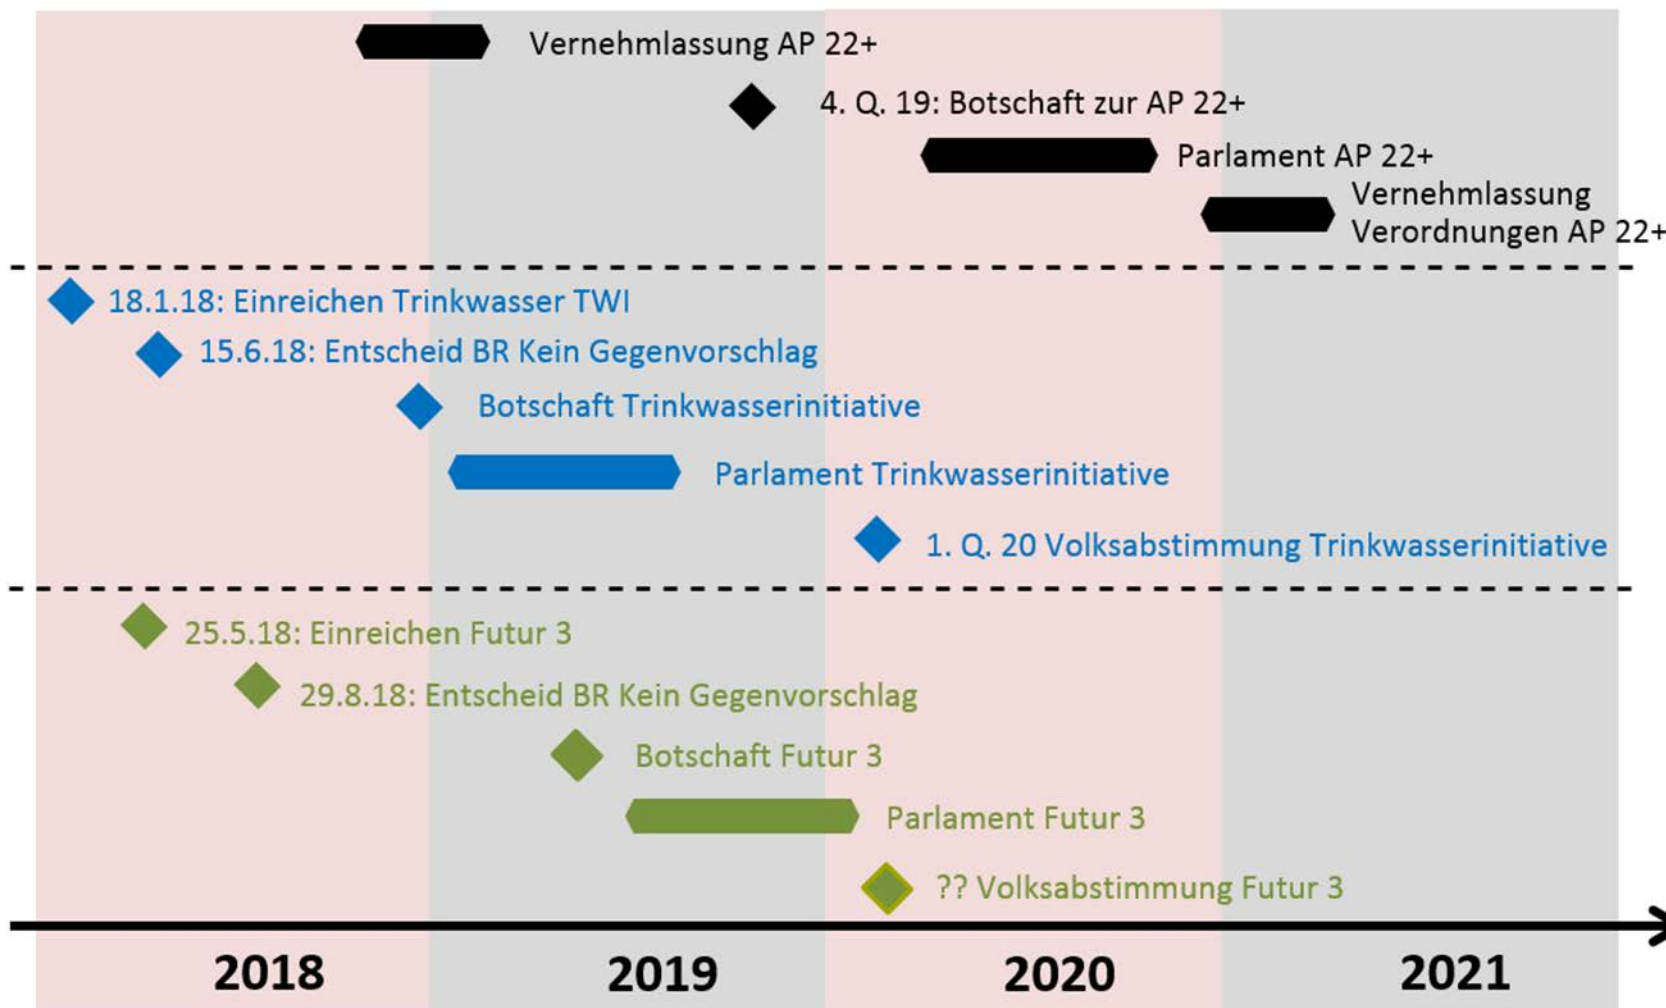 Vernehmlassung AP 22+
4. Q. 19: Botschaft zur AP 22+
Parlament AP 22+
Vernehmlassung
Verordnungen AP 22+
18.1.18: Einreichen Trinkwasser TWI
15.6.18: Entscheid BR Kein Gegenvorschlag
Botschaft Trinkwasserinitiative
Parlament Trinkwasserinitiative
1. Q. 20 Volksabstimmung Trinkwasserinitiative
25.5.18: Einreichen Futur 3
29.8.18: Entscheid BR Kein Gegenvorschlag
Botschaft Futur 3
Parlament Futur 3
?? Volksabstimmung Futur 3
2018 2019 2020 2021